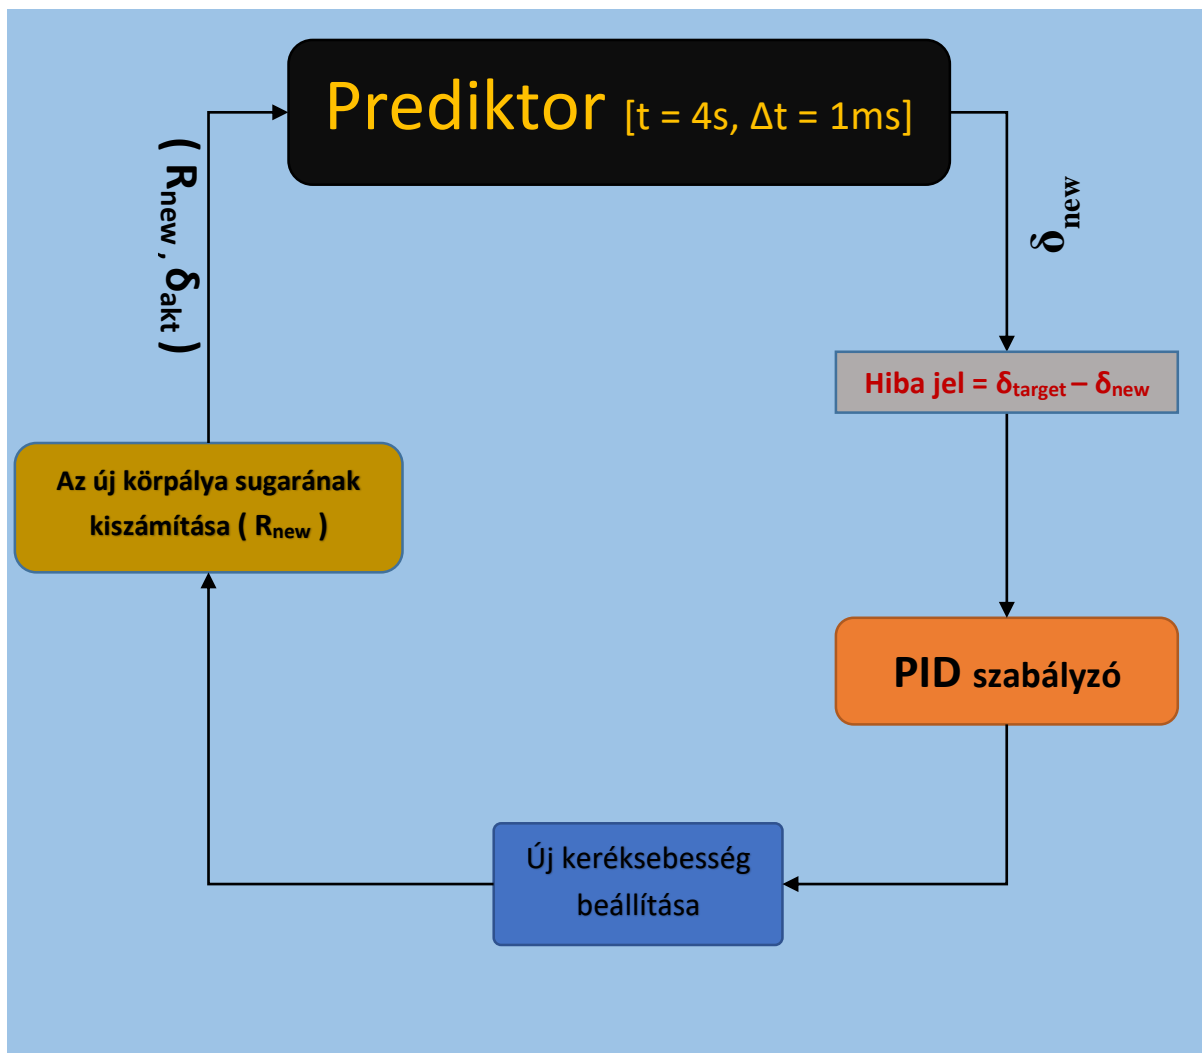 Prediktor [t = 4s, Δt = 1ms]
( Rnew , δakt )
δnew
Hiba jel = δtarget – δnew
Az új körpálya sugarának
kiszámítása ( Rnew )
PID szabályzó
Új keréksebesség
beállítása